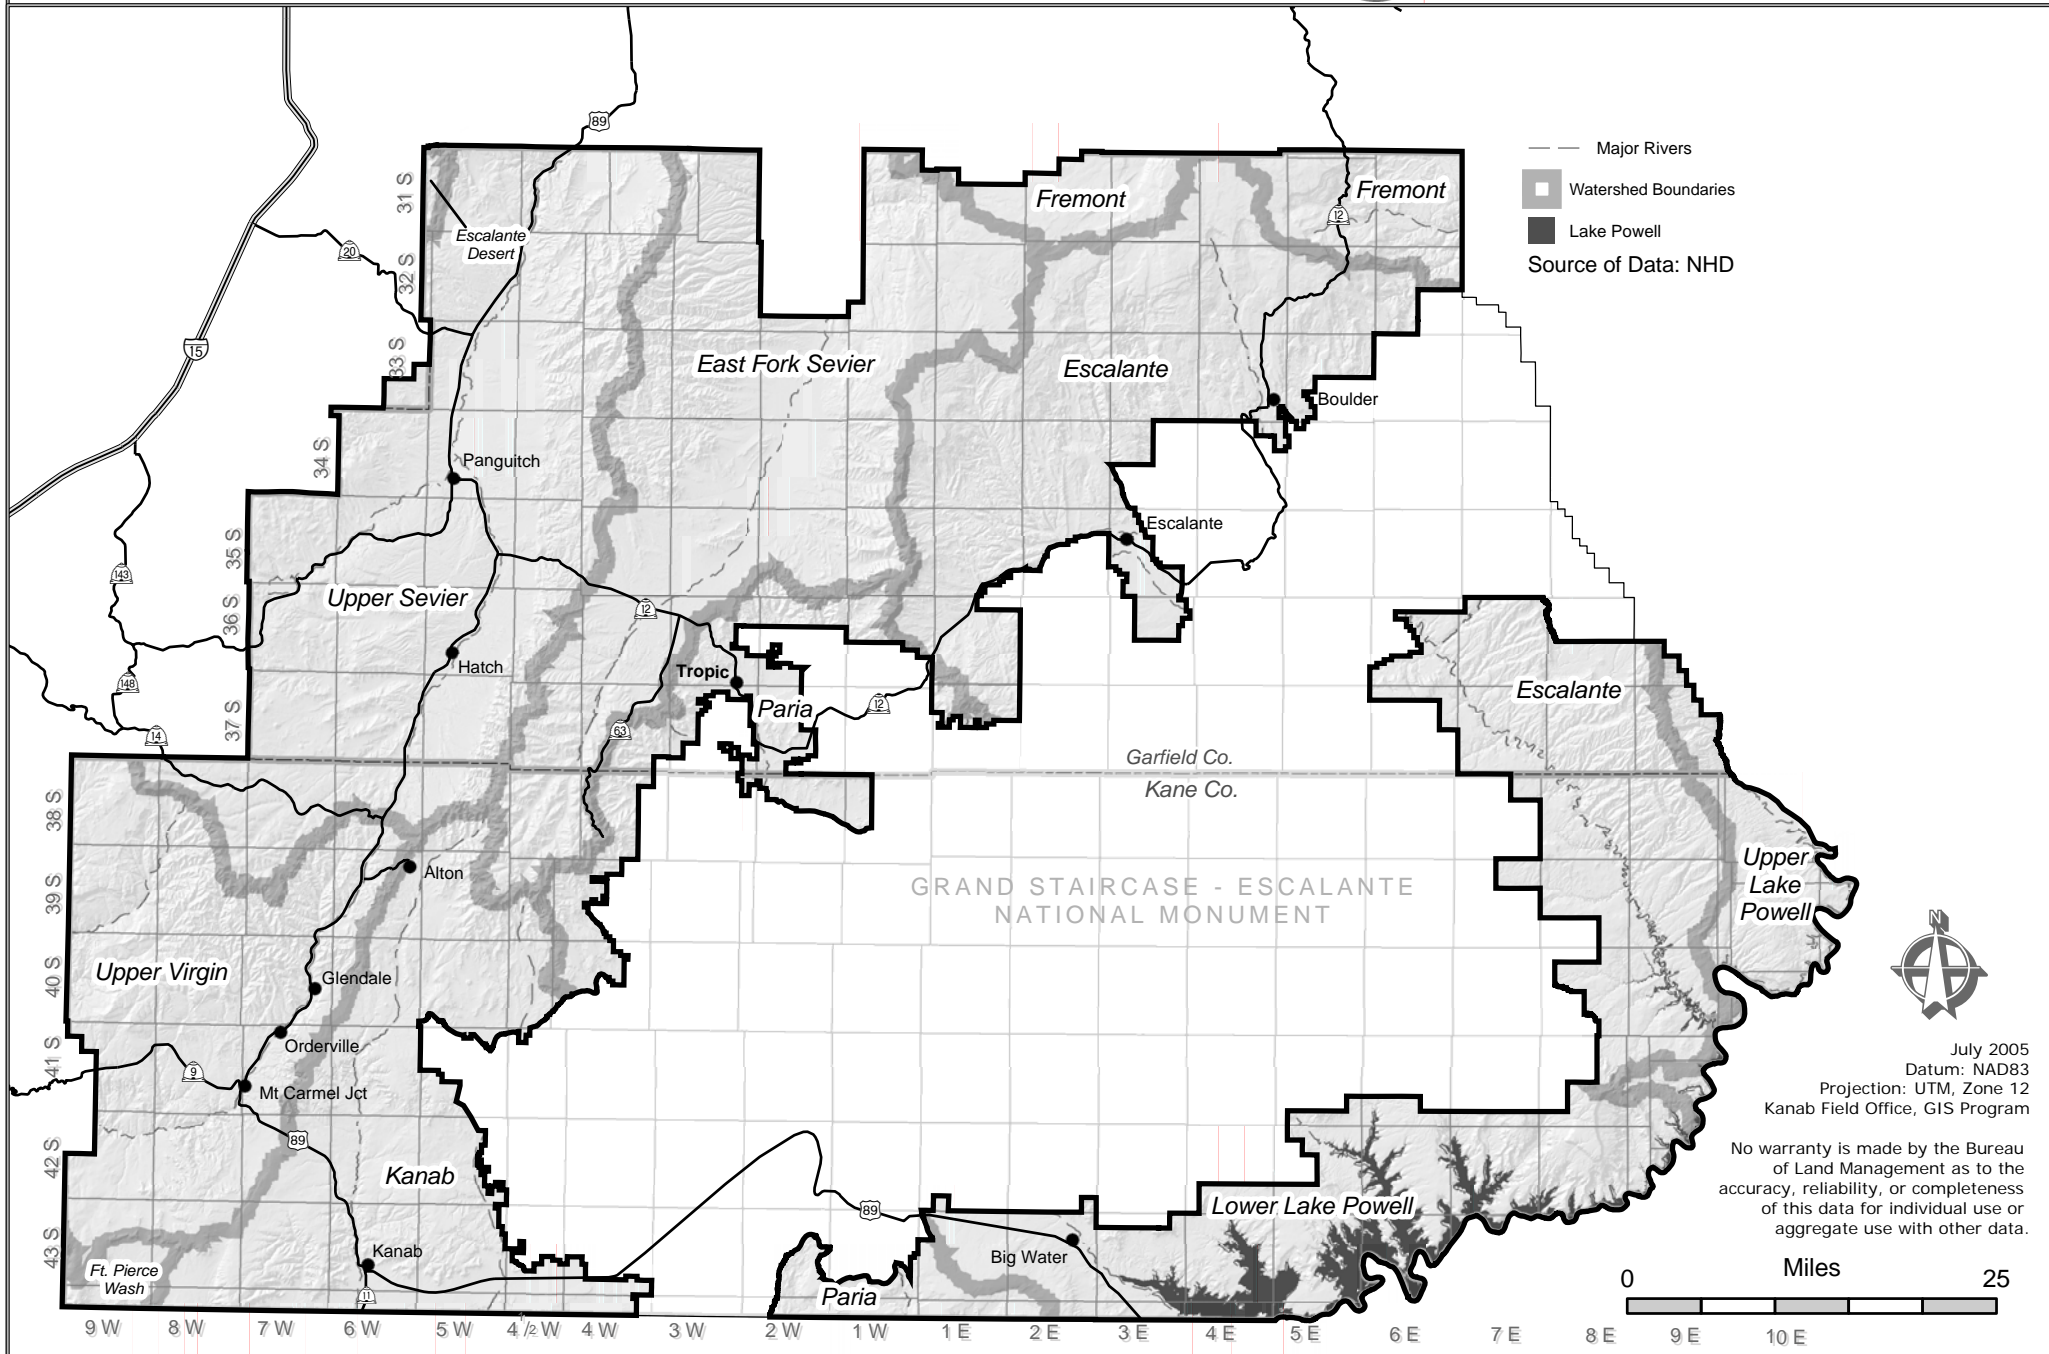 89
Major Rivers
Watershed Boundaries
Lake Powell
Source of Data: NHD
31 S
32 S
33 S
34 S
35 S
36 S
37 S
38 S
39 S
40 S
41 S
42 S
43 S
Escalante
Desert
Fremont
Fremont
12
20
15
East Fork Sevier
Escalante
Boulder
Panguitch
Escalante
143
Upper Sevier
12
Hatch
Tropic
148
Paria
12
Escalante
14
63
Garfield Co.
Kane Co.
Alton
GRAND STAIRCASE - ESCALANTE
NATIONAL MONUMENT
Upper
Lake
Powell
N
Upper Virgin
Glendale
Orderville
9
Mt Carmel Jct
July 2005
Datum: NAD83
Projection: UTM, Zone 12
Kanab Field Office, GIS Program
89
Kanab
No warranty is made by the Bureau
of Land Management as to the
accuracy, reliability, or completeness
of this data for individual use or
aggregate use with other data.
89
Lower Lake Powell
Kanab
Big Water
Ft. Pierce
Wash
11
Paria
Miles
0
25
9 W
8 W
7 W
6 W
5 W
4 1/2 W
4 W
3 W
2 W
1 W
1 E
2 E
3 E
4 E
5 E
6 E
7 E
8 E
9 E
10 E